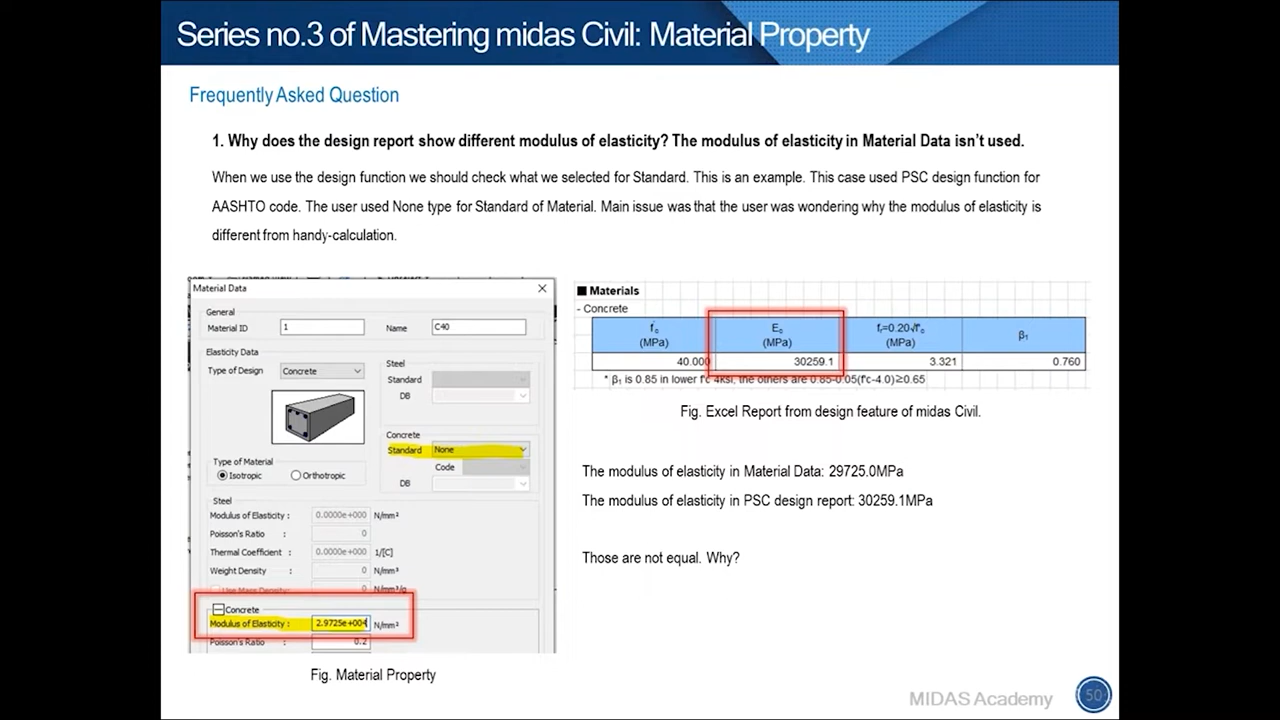 Series no.3 of Mastering midas Civil: Material Property
Frequently Asked Question
1. Why does the design report show different modulus of elasticity? The modulus of elasticity in Material Data isn't used.
When we use the design function we should check what we selected for Standard. This is an example. This case used PSC design function for
AASHTO code. The user used None type for Standard of Material. Main issue was that the user was wondering why the modulus of elasticity is
different from handy-calculation.
Material Data
General
Material ID 1 Name C40
Elasticity Data
Type of Design Concrete
Steel
Standard
DB
Concrete
Standard None
Code
DB
Type of Material
Isotropic Orthotropic
Steel
Modulus of Elasticity : 0.0000e+000 N/mm²
Poisson's Ratio : 0
Thermal Coefficient : 0.0000e+000 1/[C]
Weight Density : 0 N/mm³
Use Mass Density: 0 N/mm³/g
Concrete
Modulus of Elasticity : 2.9725e+004 N/mm²
Poisson's Ratio : 0.2
Fig. Material Property
■ Materials
- Concrete
f'c (MPa) Ec (MPa) fr=0.20√f'c (MPa) β1
40.000 30259.1 3.321 0.760
* β1 is 0.85 in lower f'c 4ksi, the others are 0.85-0.05(f'c-4.0)≥0.65
Fig. Excel Report from design feature of midas Civil.
The modulus of elasticity in Material Data: 29725.0MPa
The modulus of elasticity in PSC design report: 30259.1MPa
Those are not equal. Why?
MIDAS Academy
50